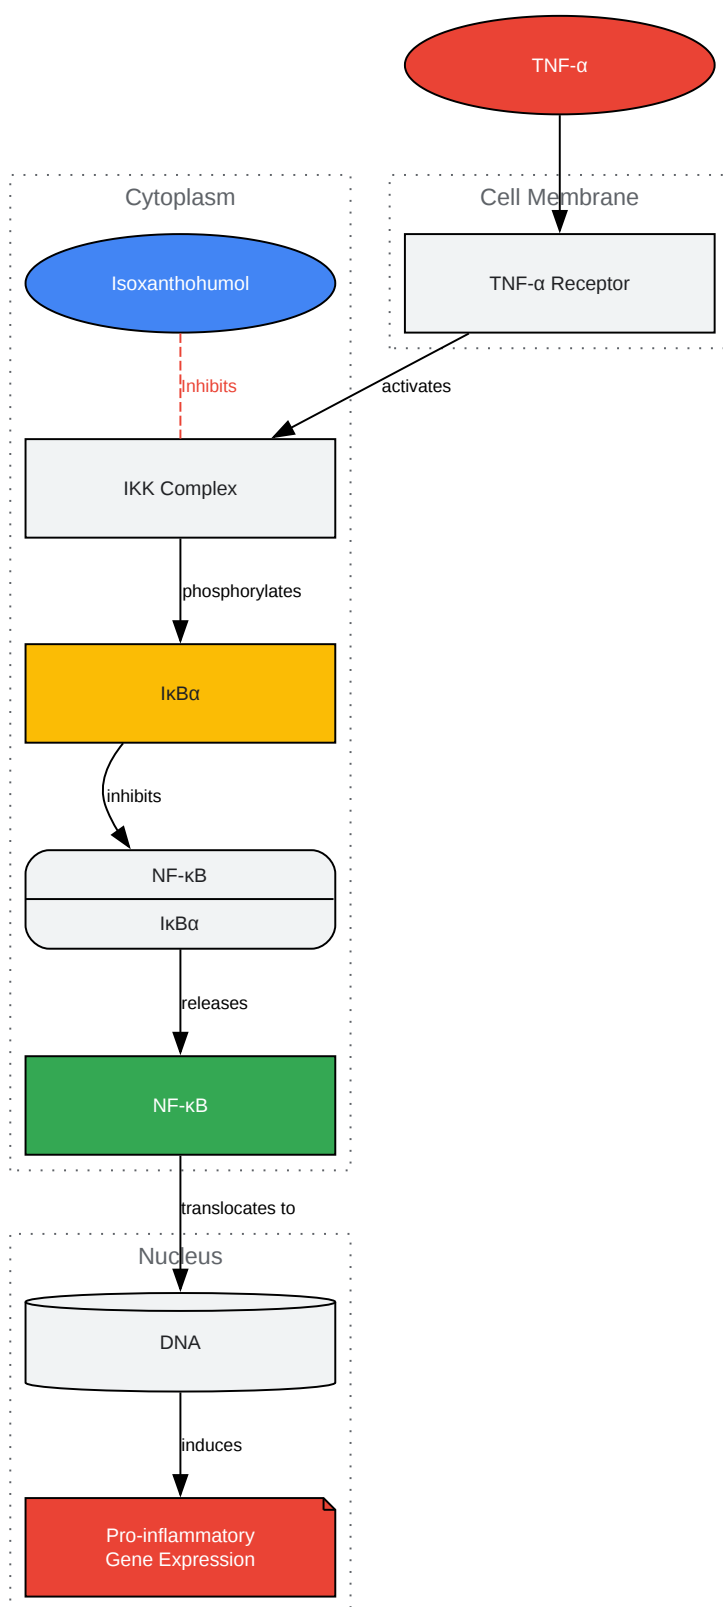 TNF-α
Cytoplasm
Cell Membrane
Isoxanthohumol
TNF-α Receptor
Inhibits
activates
IKK Complex
phosphorylates
IκBα
inhibits
NF-κB
IκBα
releases
NF-κB
translocates to
Nucleus
DNA
induces
Pro-inflammatory
Gene Expression